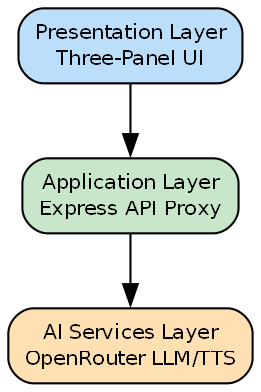 Presentation Layer
Three-Panel UI
Application Layer
Express API Proxy
AI Services Layer
OpenRouter LLM/TTS